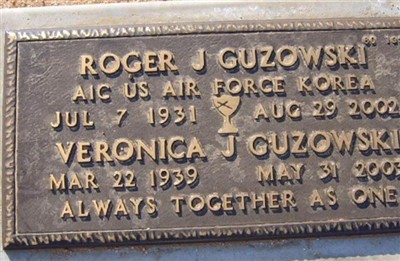 ROGER J GUZOWSKI
A1C US AIR FORCE KOREA
JUL 7 1931 AUG 29 2002
VERONICA J GUZOWSKI
MAR 22 1939 MAY 31 2003
ALWAYS TOGETHER AS ONE